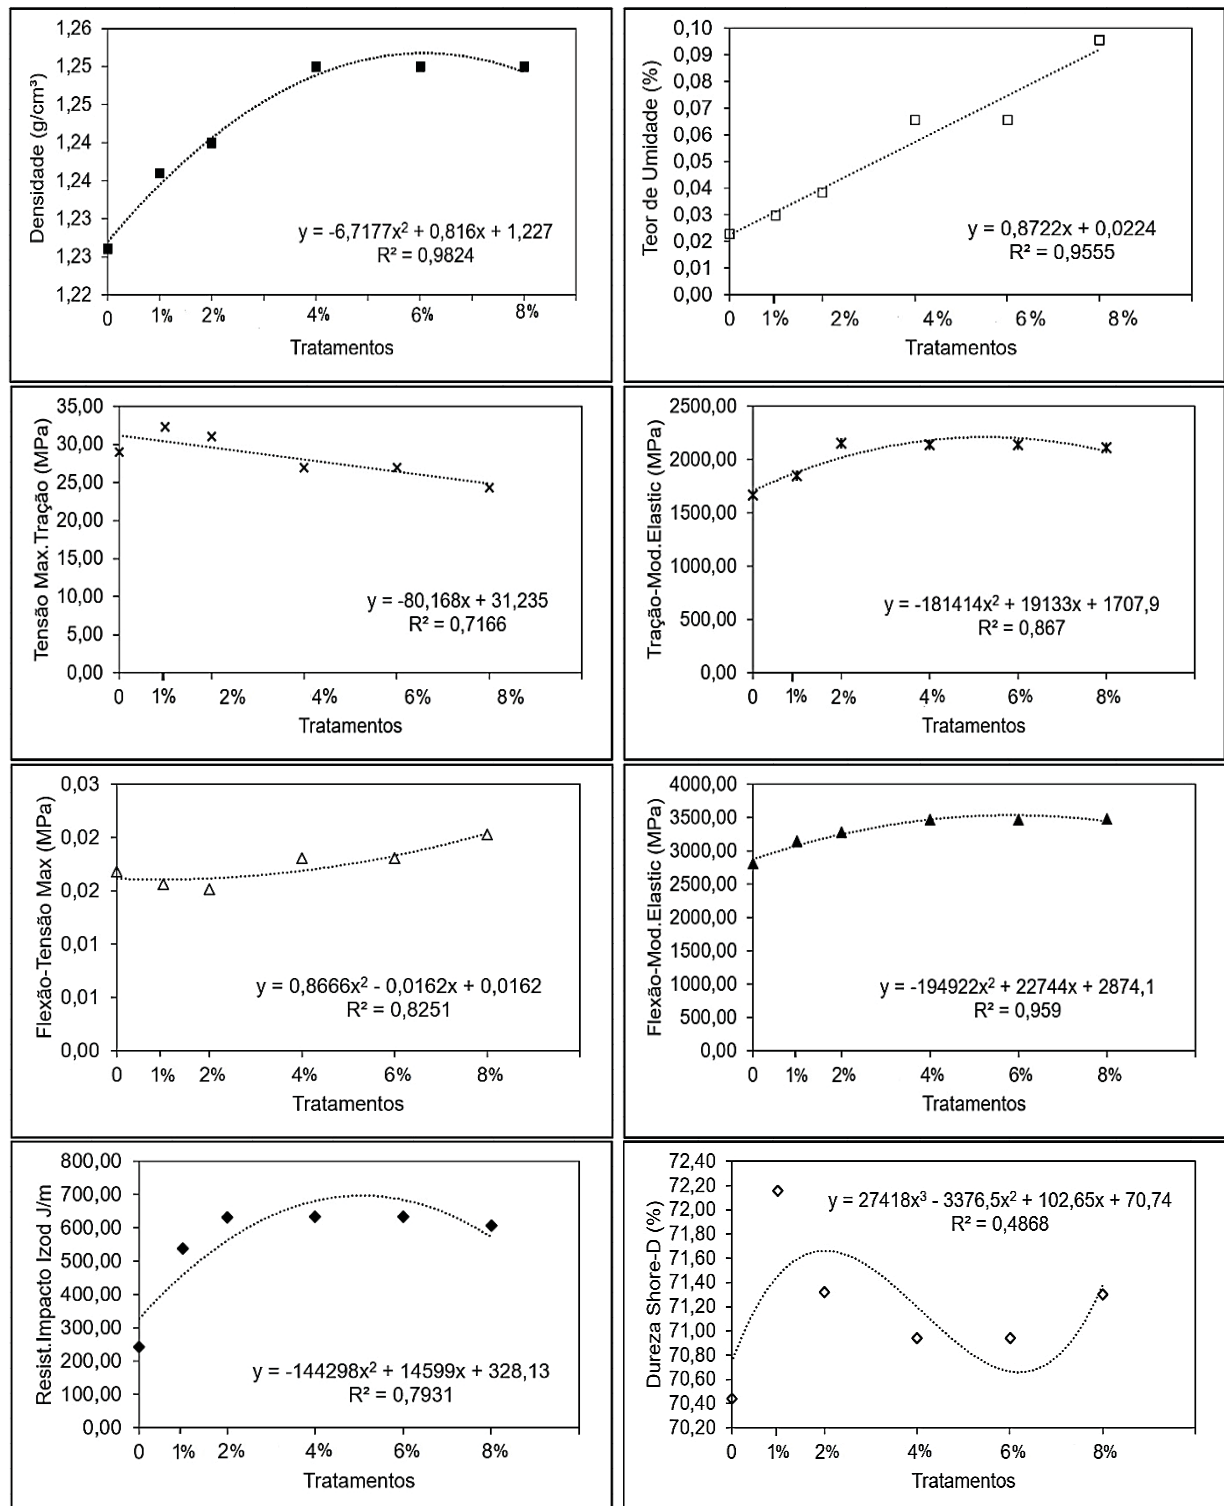 1,26
1,25
1,25
1,24
1,24
1,23
1,23
1,22
Densidade (g/cm³)
y = -6,7177x² + 0,816x + 1,227
R² = 0,9824
0 1% 2% 4% 6% 8%
Tratamentos
0,10
0,09
0,08
0,07
0,06
0,05
0,04
0,03
0,02
0,01
0,00
Teor de Umidade (%)
y = 0,8722x + 0,0224
R² = 0,9555
0 1% 2% 4% 6% 8%
Tratamentos
35,00
30,00
25,00
20,00
15,00
10,00
5,00
0,00
Tensão Max.Tração (MPa)
y = -80,168x + 31,235
R² = 0,7166
0 1% 2% 4% 6% 8%
Tratamentos
2500,00
2000,00
1500,00
1000,00
500,00
0,00
Tração-Mod.Elastic (MPa)
y = -181414x² + 19133x + 1707,9
R² = 0,867
0 1% 2% 4% 6% 8%
Tratamentos
0,03
0,02
0,02
0,01
0,01
0,00
Flexão-Tensão Max (MPa)
y = 0,8666x² - 0,0162x + 0,0162
R² = 0,8251
0 1% 2% 4% 6% 8%
Tratamentos
4000,00
3500,00
3000,00
2500,00
2000,00
1500,00
1000,00
500,00
0,00
Flexão-Mod.Elastic (MPa)
y = -194922x² + 22744x + 2874,1
R² = 0,959
0 1% 2% 4% 6% 8%
Tratamentos
800,00
700,00
600,00
500,00
400,00
300,00
200,00
100,00
0,00
Resist.Impacto Izod J/m
y = -144298x² + 14599x + 328,13
R² = 0,7931
0 1% 2% 4% 6% 8%
Tratamentos
72,40
72,20
72,00
71,60
71,40
71,20
71,00
70,80
70,60
70,40
70,20
Dureza Shore-D (%)
y = 27418x³ - 3376,5x² + 102,65x + 70,74
R² = 0,4868
0 1% 2% 4% 6% 8%
Tratamentos